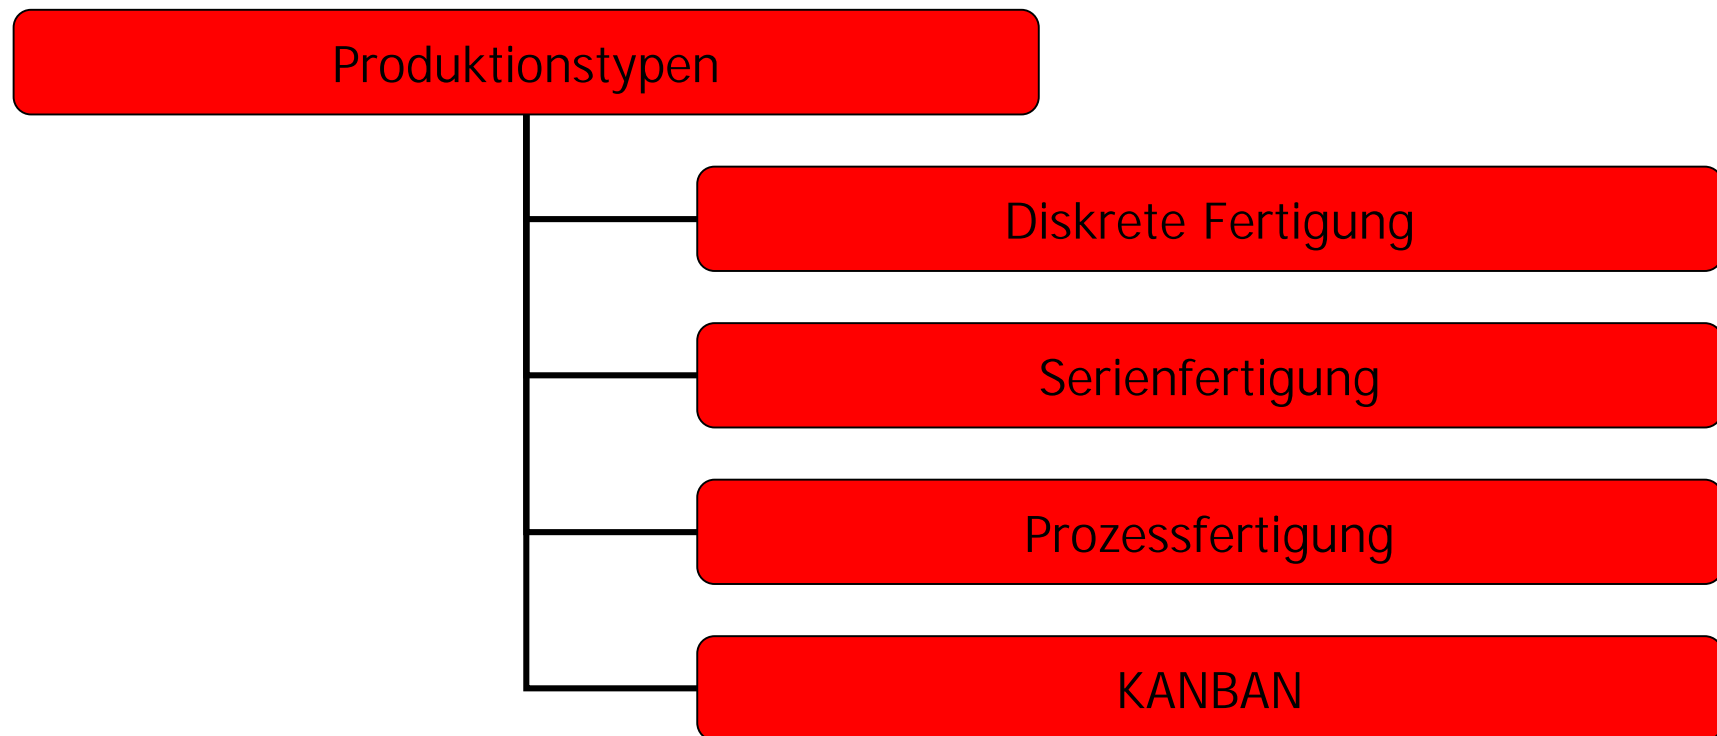 Produktionstypen
Diskrete Fertigung
Serienfertigung
Prozessfertigung
KANBAN